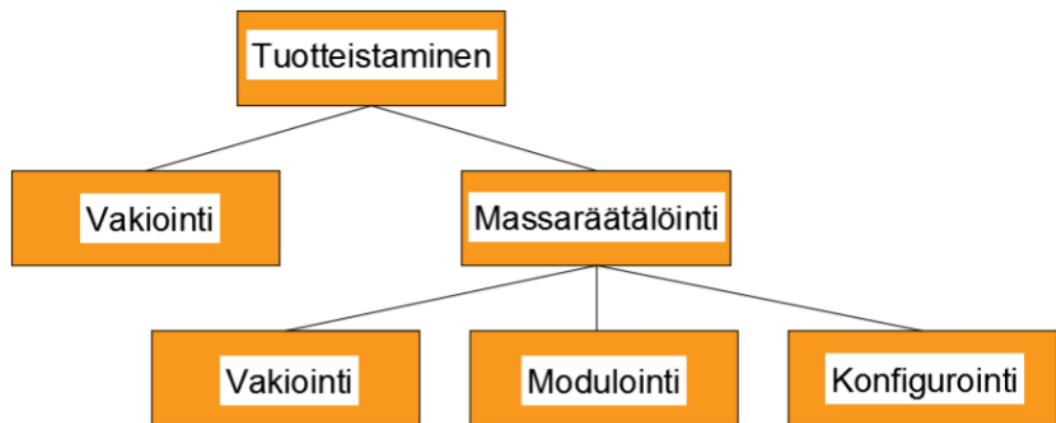 Tuotteistaminen
Vakiointi
Massaräätälöinti
Vakiointi
Modulointi
Konfigurointi